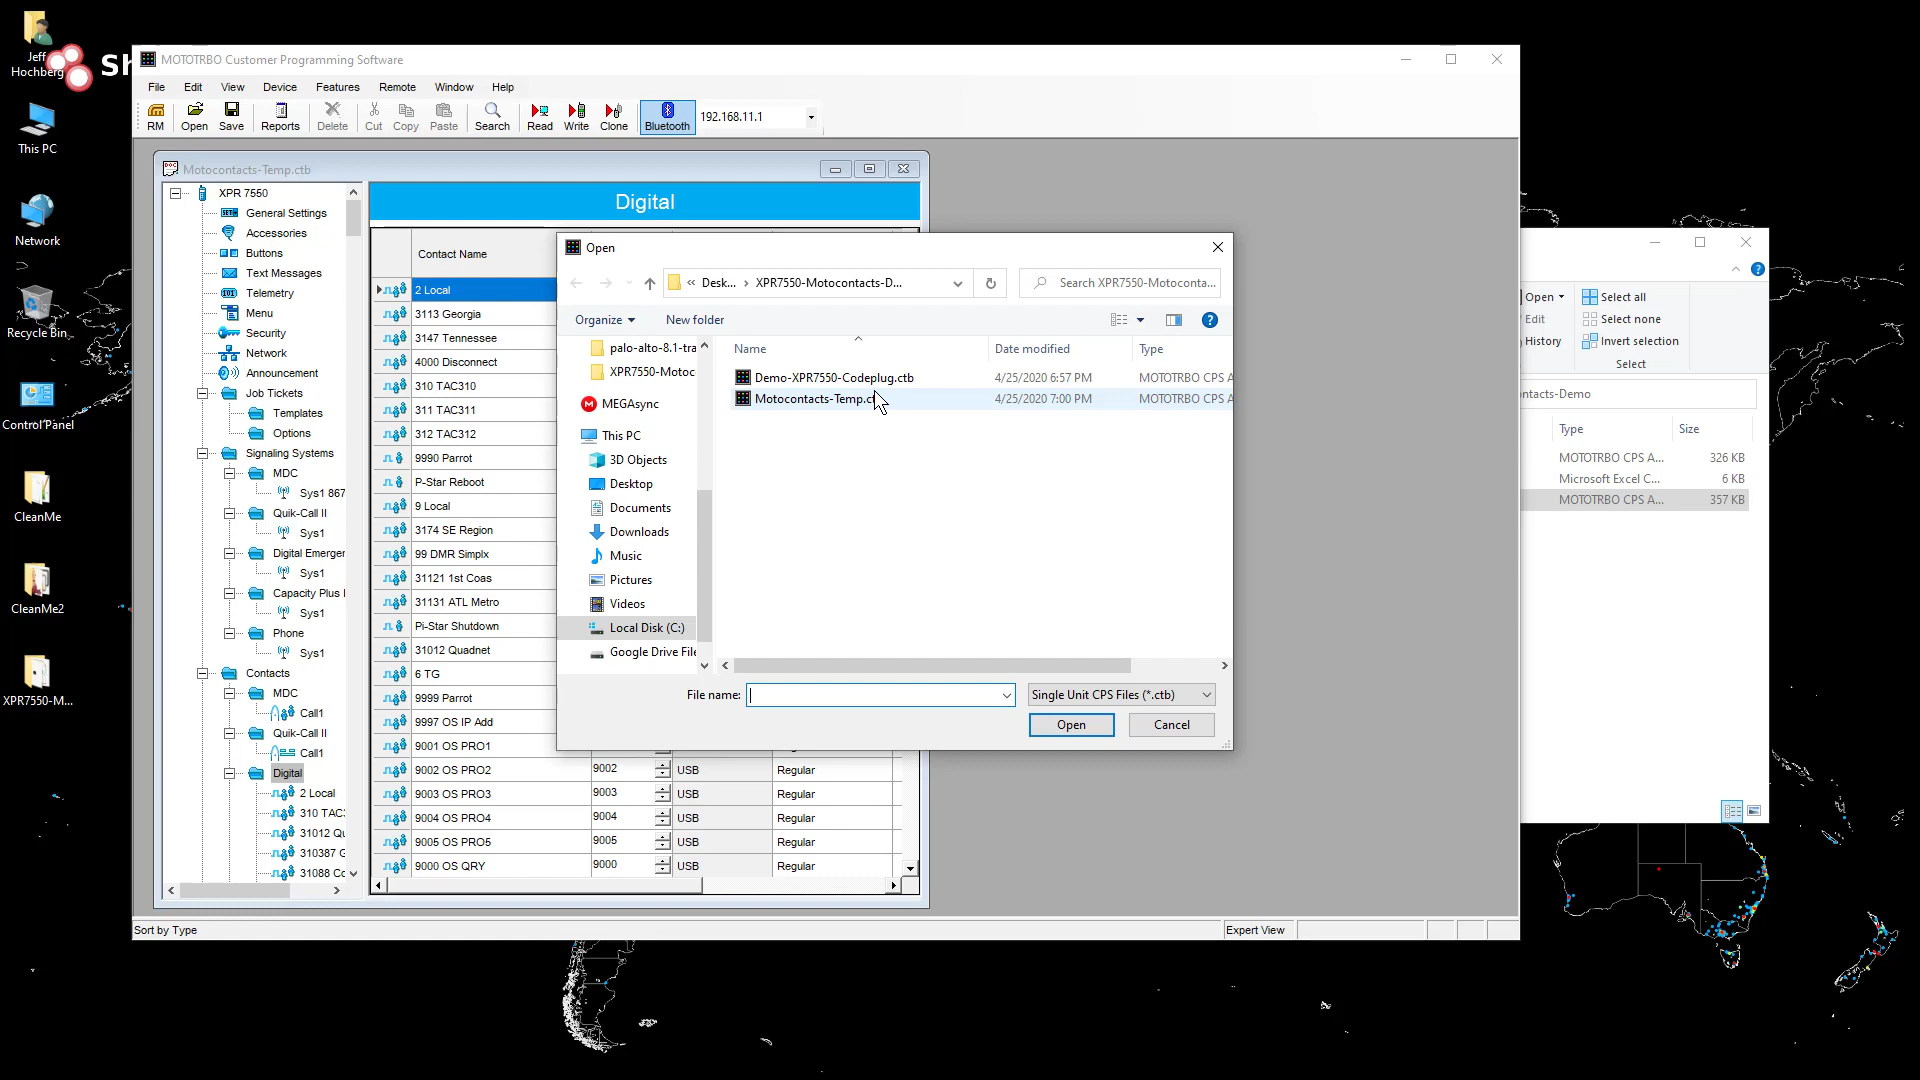 Jeff
Hochberg
This PC
Network
Recycle Bin
Control Panel
CleanMe
CleanMe2
XPR7550-M...
Sh
MOTOTRBO Customer Programming Software
File Edit View Device Features Remote Window Help
RM Open Save Reports Delete Cut Copy Paste Search Read Write Clone Bluetooth 192.168.11.1
Motocontacts-Temp.ctb
XPR 7550
General Settings
Accessories
Buttons
Text Messages
Telemetry
Menu
Security
Network
Announcement
Job Tickets
Templates
Options
Signaling Systems
MDC
Sys1 867
Quik-Call II
Sys1
Digital Emerger
Sys1
Capacity Plus
Sys1
Phone
Sys1
Contacts
MDC
Call1
Quik-Call II
Call1
Digital
2 Local
310 TAC
31012 Qu
310387 G
31088 Co
Digital
Contact Name
2 Local
3113 Georgia
3147 Tennessee
4000 Disconnect
310 TAC310
311 TAC311
312 TAC312
9990 Parrot
P-Star Reboot
9 Local
3174 SE Region
99 DMR Simplx
31121 1st Coas
31131 ATL Metro
Pi-Star Shutdown
31012 Quadnet
6 TG
9999 Parrot
9997 OS IP Add
9001 OS PRO1
9002 OS PRO2 9002 USB Regular
9003 OS PRO3 9003 USB Regular
9004 OS PRO4 9004 USB Regular
9005 OS PRO5 9005 USB Regular
9000 OS QRY 9000 USB Regular
Sort by Type
Expert View
Open
« Desk... › XPR7550-Motocontacts-D...
Search XPR7550-Motoconta...
Organize New folder
palo-alto-8.1-tra
XPR7550-Motoc
MEGAsync
This PC
3D Objects
Desktop
Documents
Downloads
Music
Pictures
Videos
Local Disk (C:)
Google Drive File
Name Date modified Type
Demo-XPR7550-Codeplug.ctb 4/25/2020 6:57 PM MOTOTRBO CPS A
Motocontacts-Temp.ct 4/25/2020 7:00 PM MOTOTRBO CPS A
File name: Single Unit CPS Files (*.ctb)
Open Cancel
Open Select all
Edit Select none
History Invert selection
Select
ontacts-Demo
Type Size
MOTOTRBO CPS A... 326 KB
Microsoft Excel C... 6 KB
MOTOTRBO CPS A... 357 KB